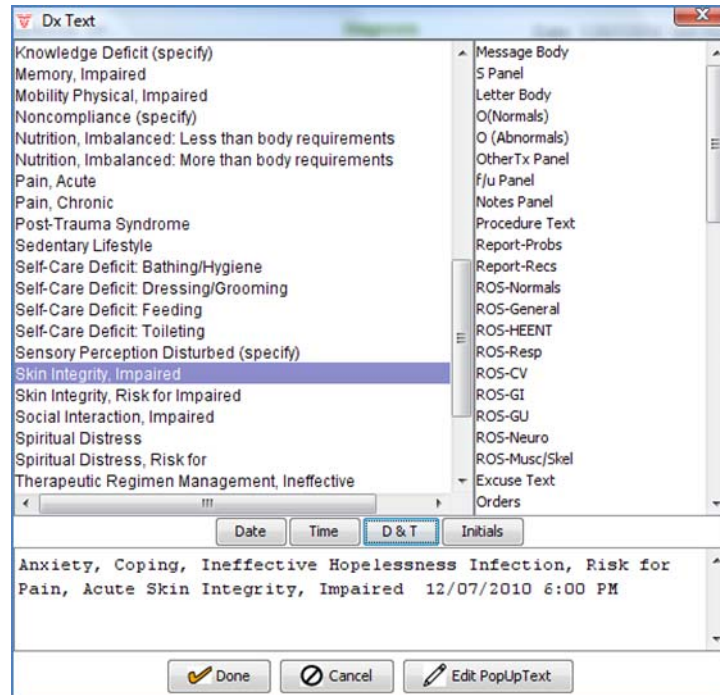 Dx Text
Knowledge Deficit (specify)
Memory, Impaired
Mobility Physical, Impaired
Noncompliance (specify)
Nutrition, Imbalanced: Less than body requirements
Nutrition, Imbalanced: More than body requirements
Pain, Acute
Pain, Chronic
Post-Trauma Syndrome
Sedentary Lifestyle
Self-Care Deficit: Bathing/Hygiene
Self-Care Deficit: Dressing/Grooming
Self-Care Deficit: Feeding
Self-Care Deficit: Toileting
Sensory Perception Disturbed (specify)
Skin Integrity, Impaired
Skin Integrity, Risk for Impaired
Social Interaction, Impaired
Spiritual Distress
Spiritual Distress, Risk for
Therapeutic Regimen Management, Ineffective
Message Body
S Panel
Letter Body
O(Normals)
O (Abnormals)
OtherTx Panel
f/u Panel
Notes Panel
Procedure Text
Report-Probs
Report-Recs
ROS-Normals
ROS-General
ROS-HEENT
ROS-Resp
ROS-CV
ROS-GI
ROS-GU
ROS-Neuro
ROS-Musc/Skel
Excuse Text
Orders
Date Time D & T Initials
Anxiety, Coping, Ineffective Hopelessness Infection, Risk for
Pain, Acute Skin Integrity, Impaired 12/07/2010 6:00 PM
Done Cancel Edit PopUpText